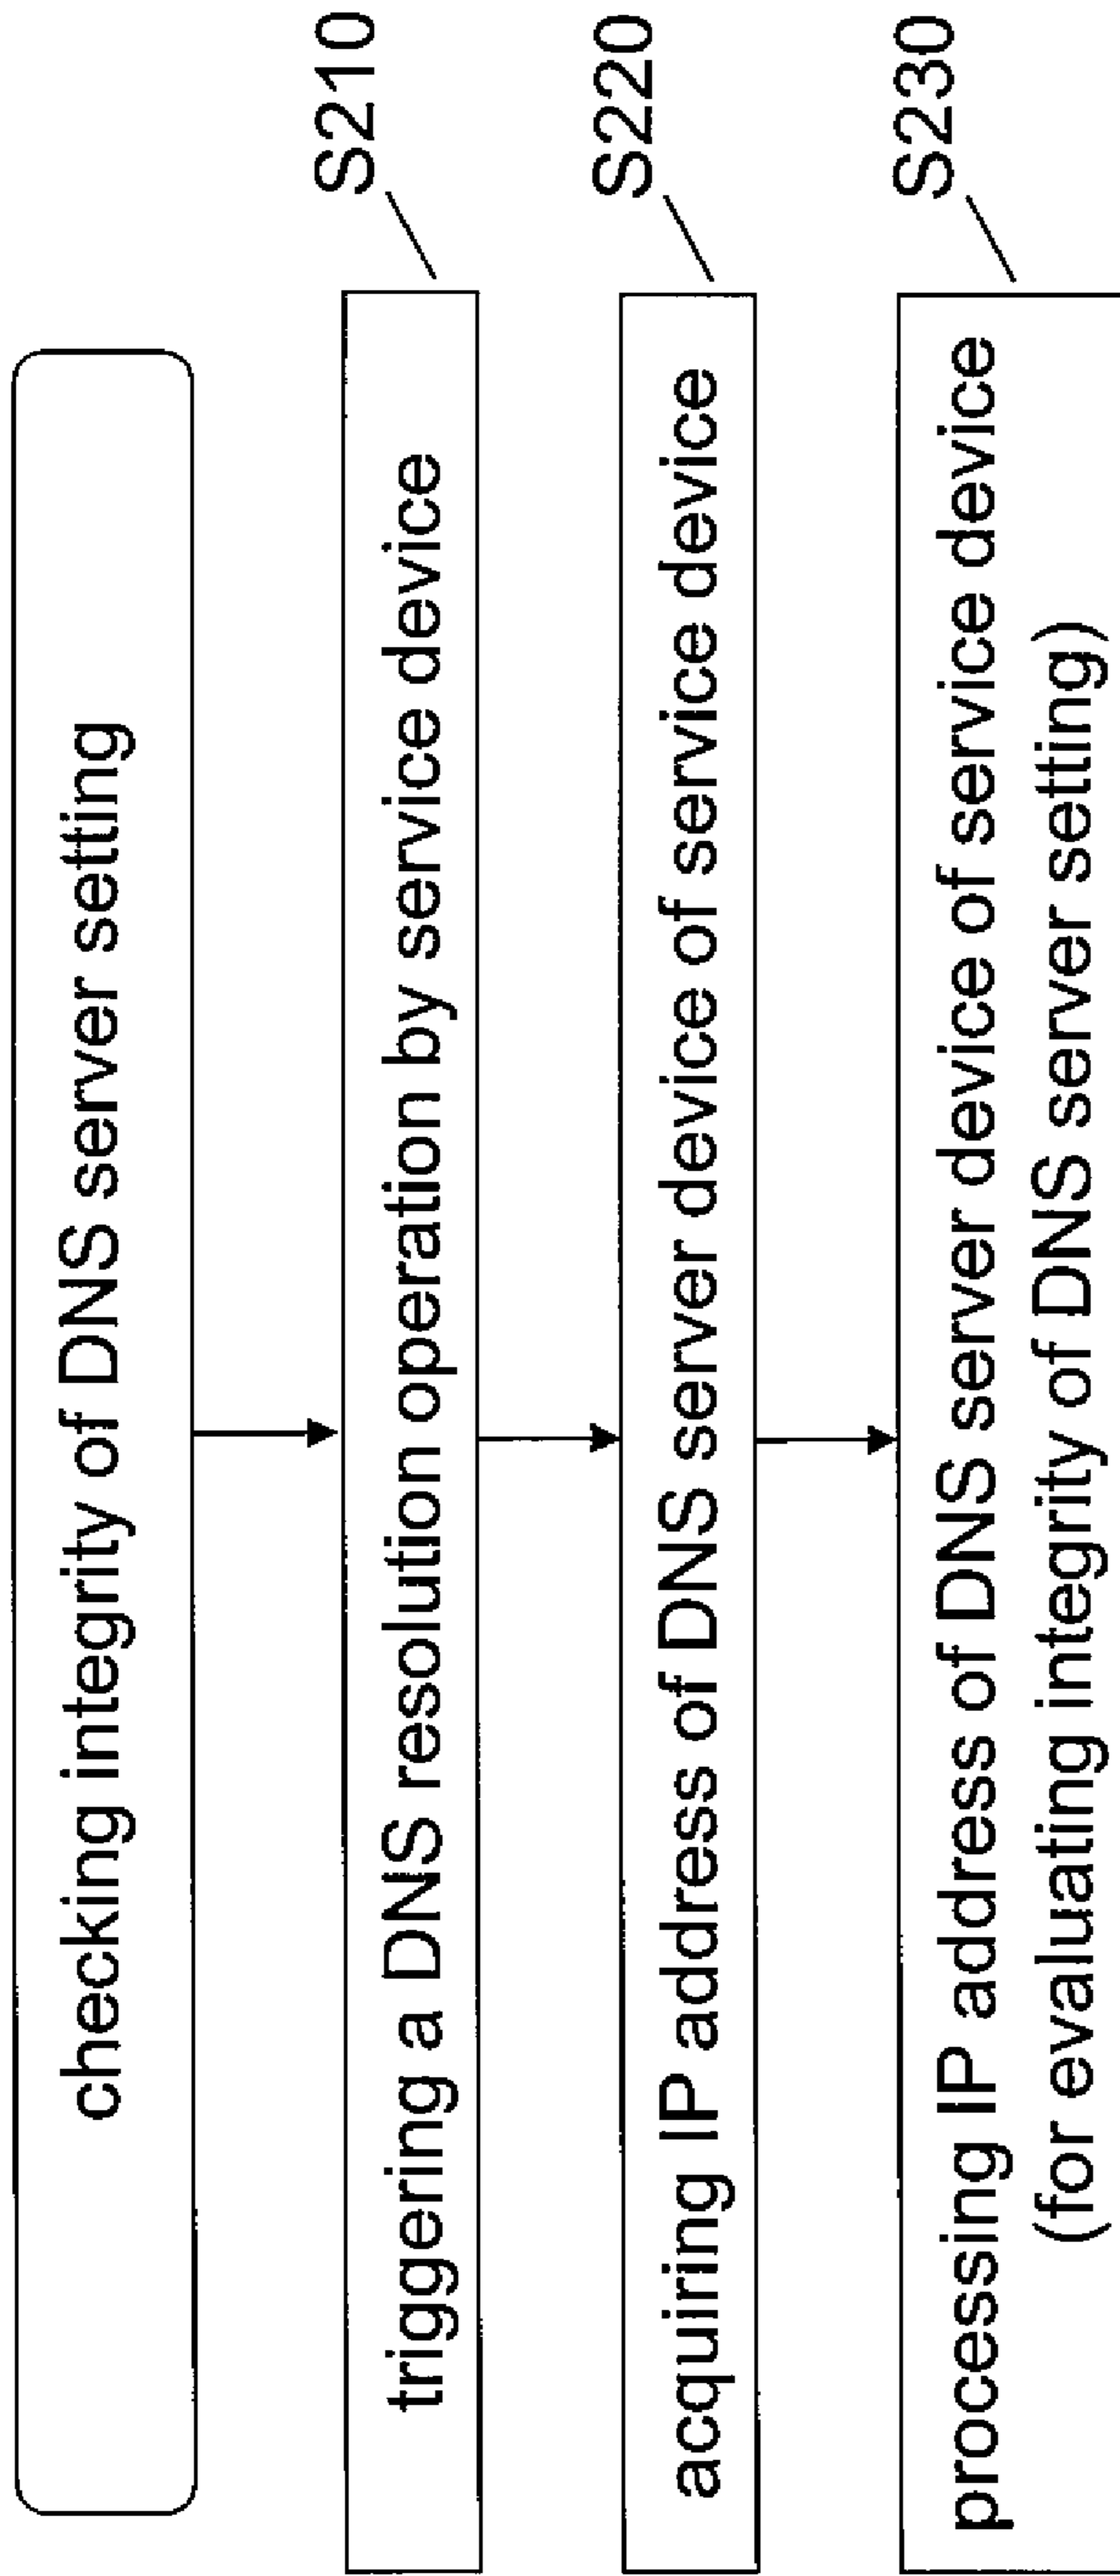 checking integrity of DNS server setting
S210
triggering a DNS resolution operation by service device
S220
acquiring IP address of DNS server device of service device
S230
processing IP address of DNS server device of service device
(for evaluating integrity of DNS server setting)